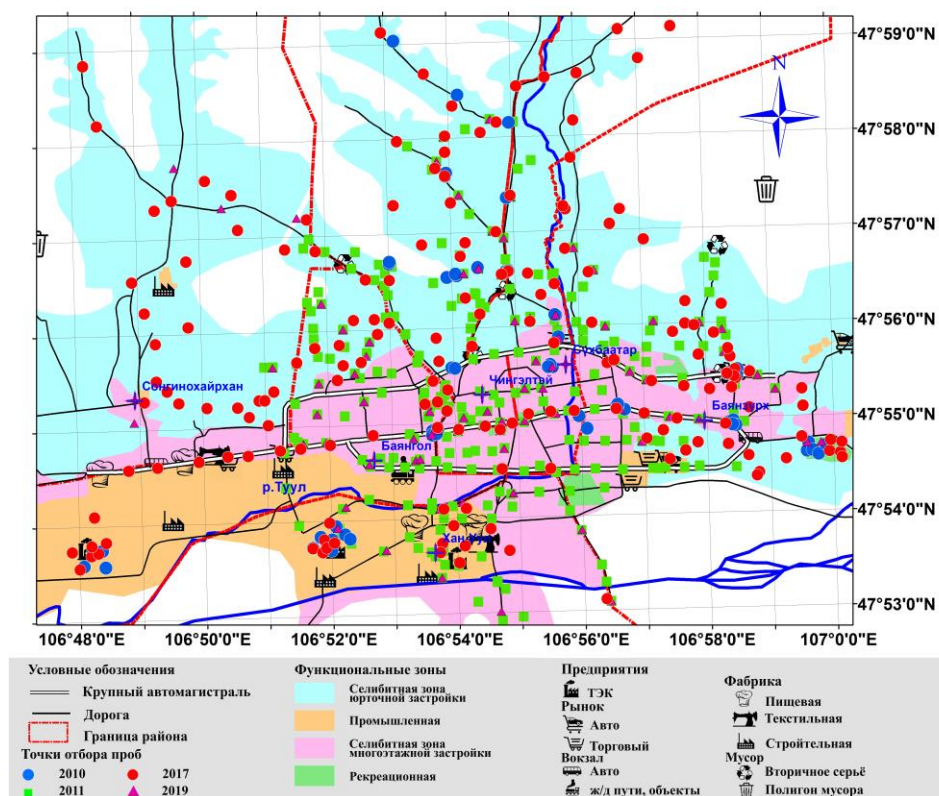 47°59'0"N
N
47°58'0"N
47°57'0"N
47°56'0"N
Бүхбаатар
Чингэлтэй
Сонгинохайрхан
Баянзүрх
47°55'0"N
Баянгол
р.Туул
47°54'0"N
Хан-Уул
47°53'0"N
106°48'0"E 106°50'0"E 106°52'0"E 106°54'0"E 106°56'0"E 106°58'0"E 107°0'0"E
Условные обозначения
Крупный автомагистраль
Дорога
Граница района
Точки отбора проб
2010 2017
2011 2019
Функциональные зоны
Селибитная зона
юрточной застройки
Промышленная
Селибитная зона
многоэтажной застройки
Рекреационная
Предприятия
ТЭК
Рынок
Авто
Торговый
Вокзал
Авто
ж/д пути, объекты
Фабрика
Пищевая
Текстильная
Стройтельная
Мусор
Вторичное серьё
Полигон мусора